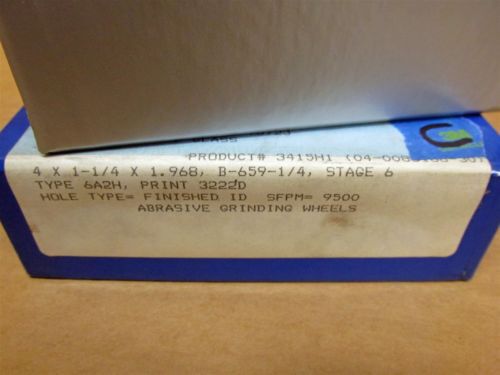 GLASS
PRODUCT# 3415H1
4 X 1-1/4 X 1.968, B-659-1/4, STAGE 6
TYPE 6A2H, PRINT 3222D
HOLE TYPE= FINISHED ID SFPM= 9500
ABRASIVE GRINDING WHEELS